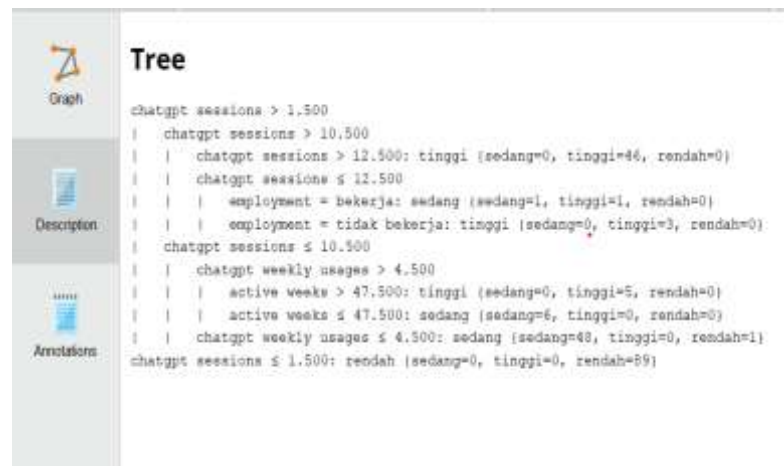 Graph
Description
Annotations
Tree
chatgpt sessions > 1.500
|   chatgpt sessions > 10.500
|   |   chatgpt sessions > 12.500: tinggi {sedang=0, tinggi=46, rendah=0}
|   |   chatgpt sessions ≤ 12.500
|   |   |   employment = bekerja: sedang {sedang=1, tinggi=1, rendah=0}
|   |   |   employment = tidak bekerja: tinggi {sedang=0, tinggi=3, rendah=0}
|   chatgpt sessions ≤ 10.500
|   |   chatgpt weekly usages > 4.500
|   |   |   active weeks > 47.500: tinggi {sedang=0, tinggi=5, rendah=0}
|   |   |   active weeks ≤ 47.500: sedang {sedang=6, tinggi=0, rendah=0}
|   |   chatgpt weekly usages ≤ 4.500: sedang {sedang=48, tinggi=0, rendah=1}
chatgpt sessions ≤ 1.500: rendah {sedang=0, tinggi=0, rendah=89}